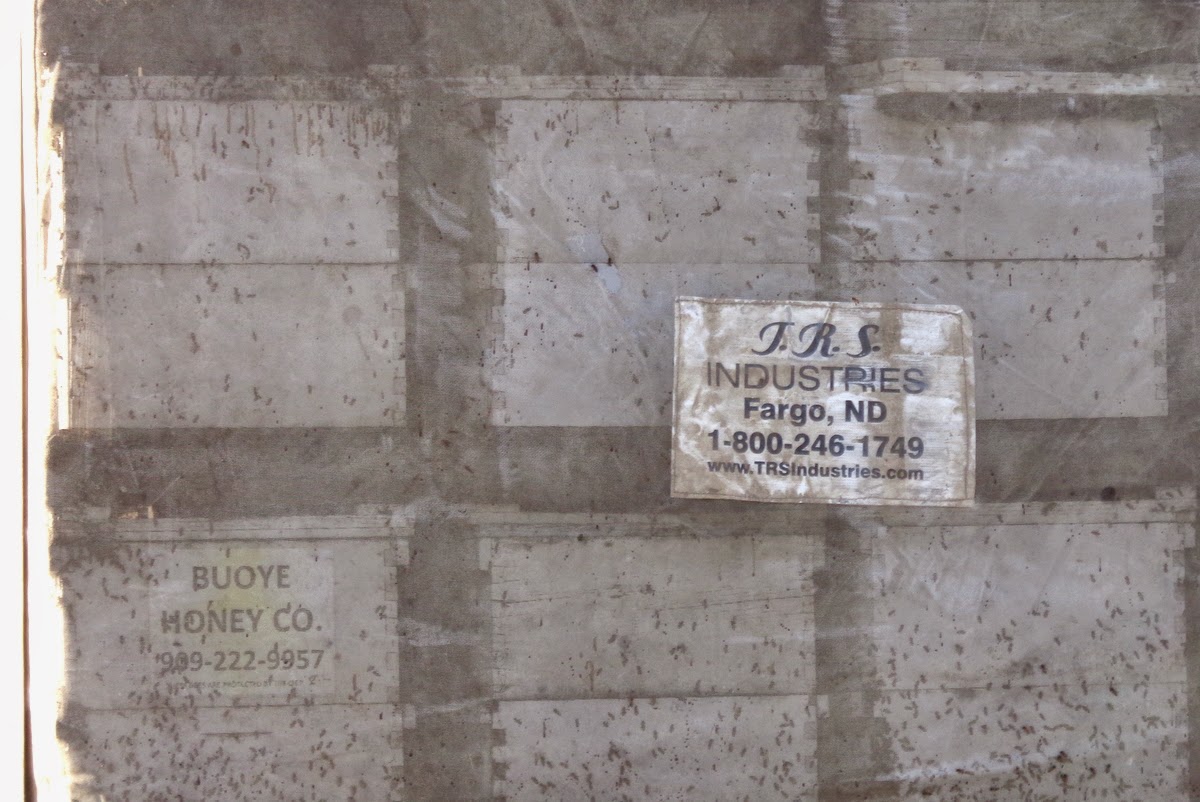 T.R.S.
INDUSTRIES
Fargo, ND
1-800-246-1749
www.TRSIndustries.com
BUOYE
HONEY CO.
909-222-9957